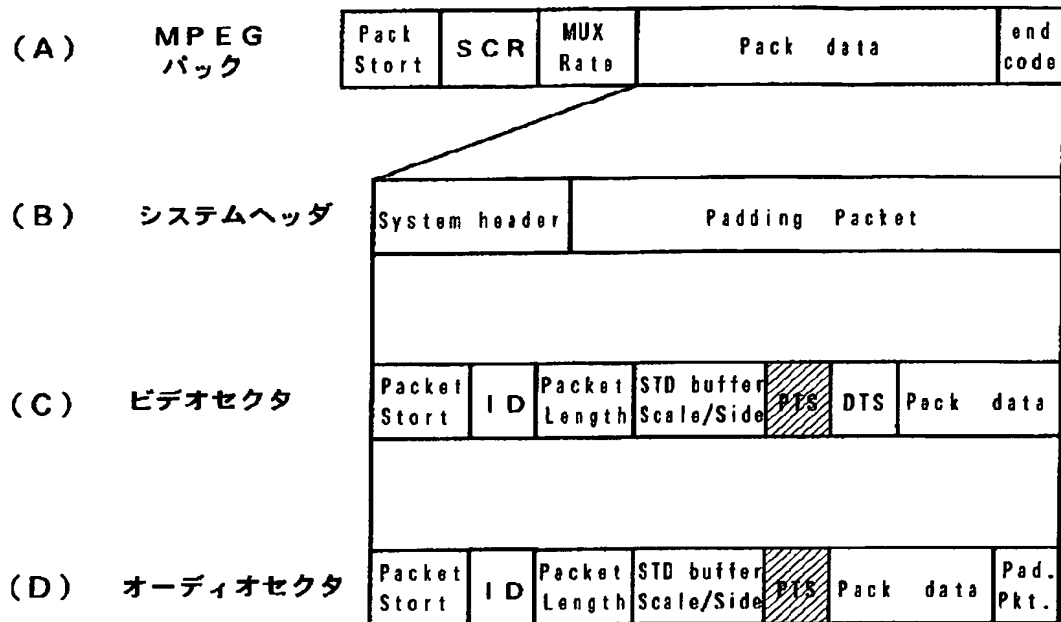 (A) MPEG パック
Pack Stort
SCR
MUX Rate
Pack data
end code
(B) システムヘッダ
System header
Padding Packet
(C) ビデオセクタ
Packet Stort
ID
Packet Length
STD buffer Scale/Side
PTS
DTS
Pack data
(D) オーディオセクタ
Packet Stort
ID
Packet Length
STD buffer Scale/Side
PTS
Pack data
Pad. Pkt.